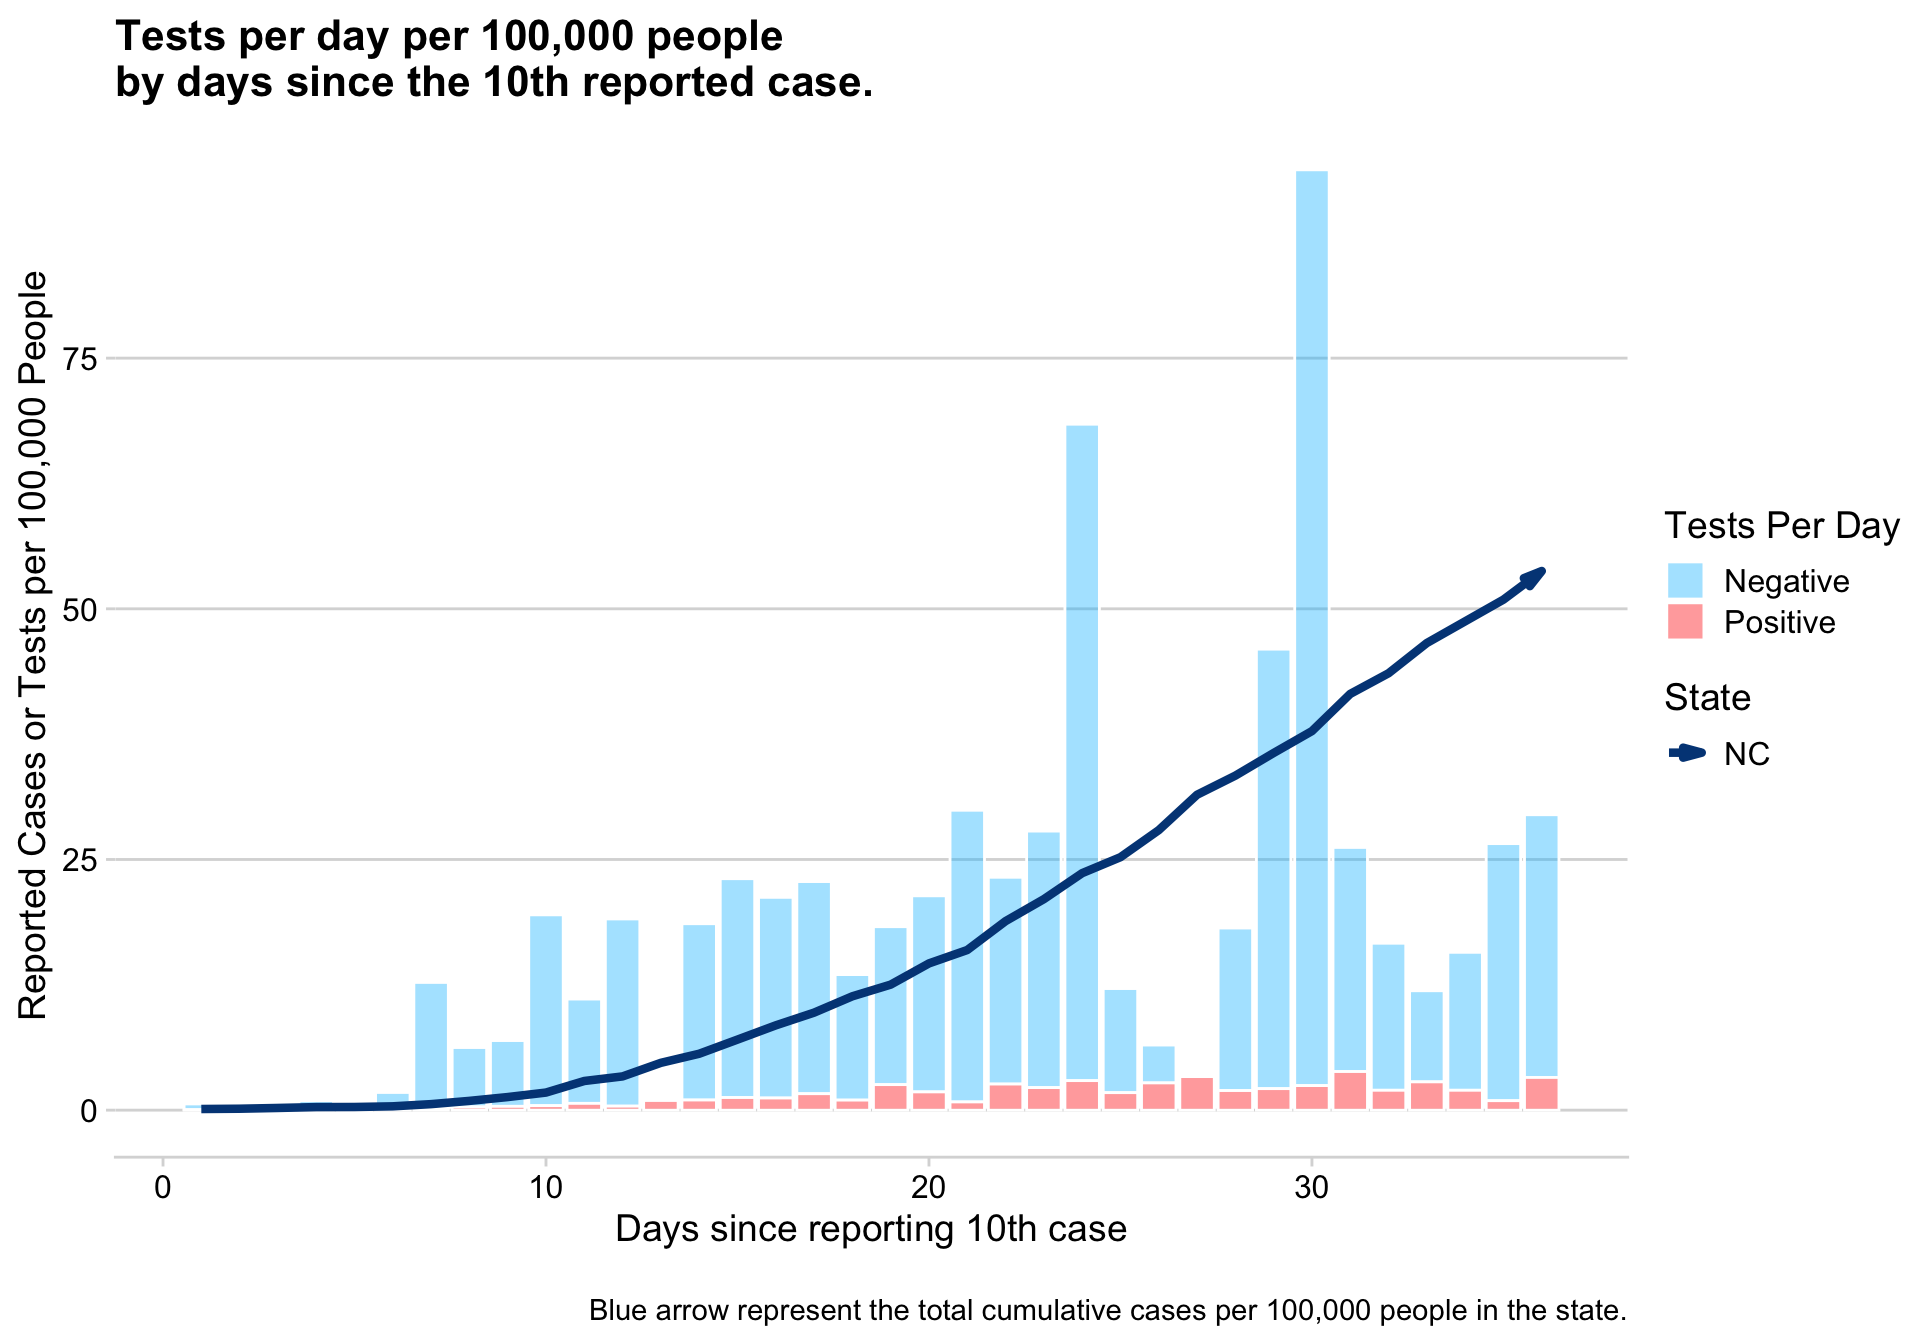 Tests per day per 100,000 people
by days since the 10th reported case.
Reported Cases or Tests per 100,000 People
75
50
25
0
0
10
20
30
Days since reporting 10th case
Tests Per Day
Negative
Positive
State
NC
Blue arrow represent the total cumulative cases per 100,000 people in the state.